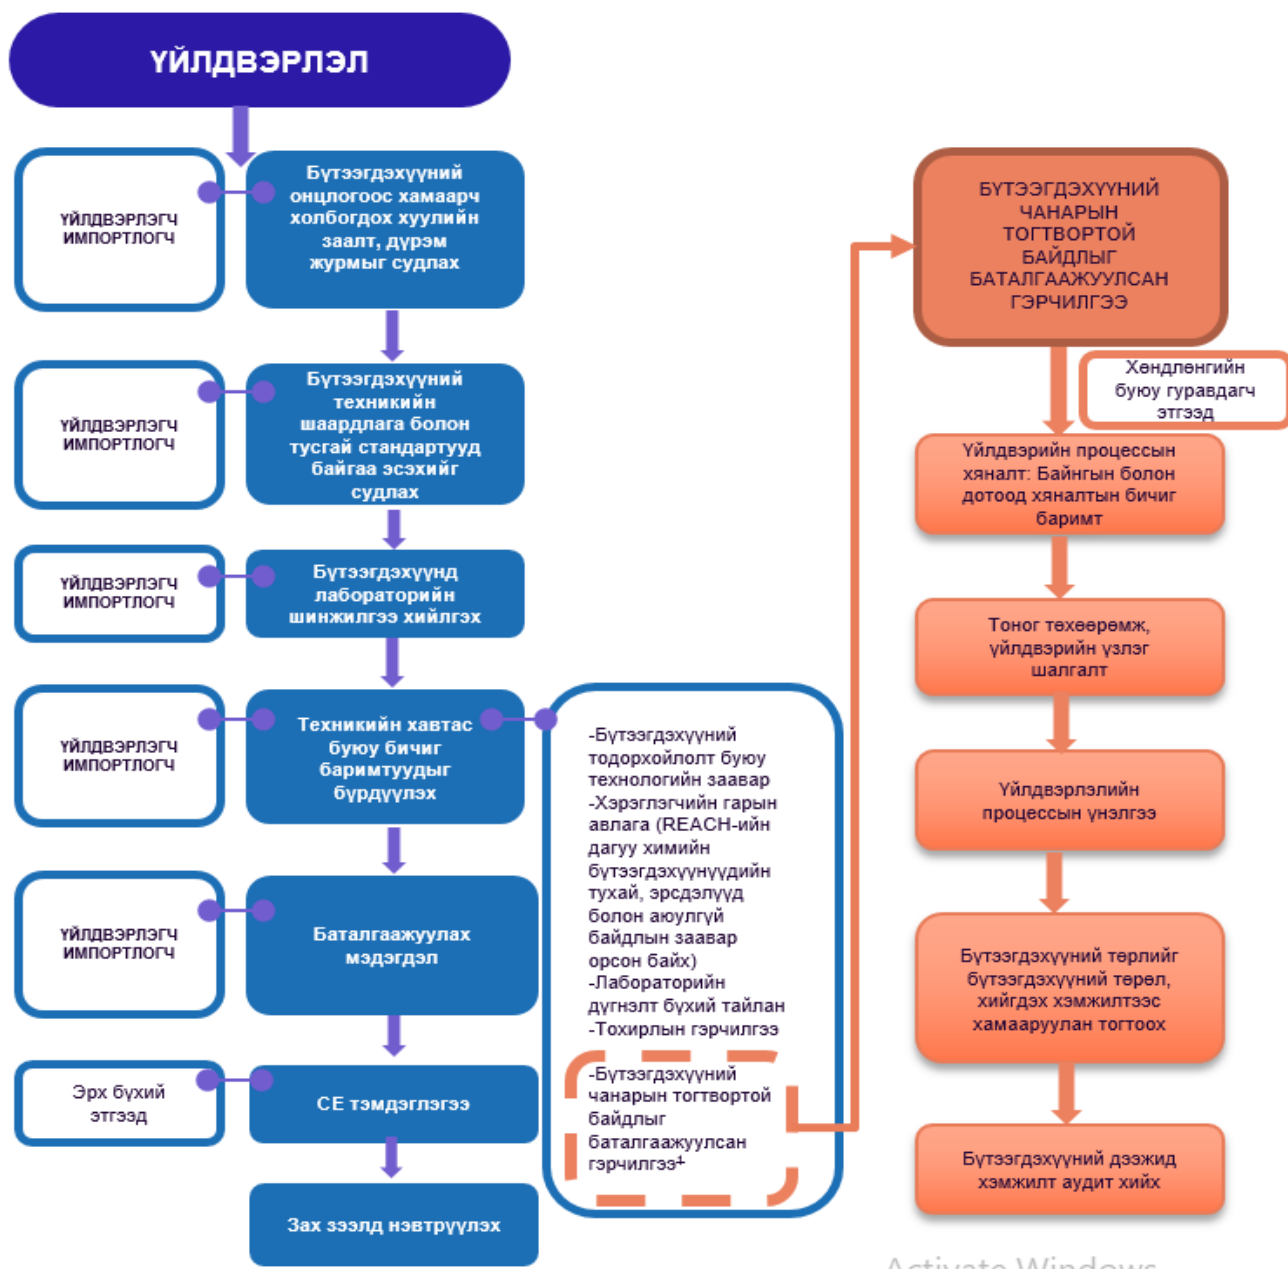 ҮЙЛДВЭРЛЭЛ
ҮЙЛДВЭРЛЭГЧ
ИМПОРТЛОГЧ
Бүтээгдэхүүний
онцлогоос хамаарч
холбогдох хуулийн
заалт, дүрэм
журмыг судлах
ҮЙЛДВЭРЛЭГЧ
ИМПОРТЛОГЧ
Бүтээгдэхүүний
техникийн
шаардлага болон
тусгай стандартууд
байгаа эсэхийг
судлах
ҮЙЛДВЭРЛЭГЧ
ИМПОРТЛОГЧ
Бүтээгдэхүүнд
лабораторийн
шинжилгээ хийлгэх
ҮЙЛДВЭРЛЭГЧ
ИМПОРТЛОГЧ
Техникийн хавтас
буюу бичиг
баримтуудыг
бүрдүүлэх
ҮЙЛДВЭРЛЭГЧ
ИМПОРТЛОГЧ
Баталгаажуулах
мэдэгдэл
Эрх бүхий
этгээд
CE тэмдэглэгээ
Зах зээлд нэвтрүүлэх
-Бүтээгдэхүүний
тодорхойлолт буюу
технологийн заавар
-Хэрэглэгчийн гарын
авлага (REACH-ийн
дагуу химийн
бүтээгдэхүүнүүдийн
тухай, эрсдэлүүд
болон аюулгүй
байдлын заавар
орсон байх)
-Лабораторийн
дүгнэлт бүхий тайлан
-Тохирлын гэрчилгээ
-Бүтээгдэхүүний
чанарын тогтвортой
байдлыг
баталгаажуулсан
гэрчилгээ¹
БҮТЭЭГДЭХҮҮНИЙ
ЧАНАРЫН
ТОГТВОРТОЙ
БАЙДЛЫГ
БАТАЛГААЖУУЛСАН
ГЭРЧИЛГЭЭ
Хөндлөнгийн
буюу гуравдагч
этгээд
Үйлдвэрийн процессын
хяналт: Байнгын болон
дотоод хяналтын бичиг
баримт
Тоног төхөөрөмж,
үйлдвэрийн үзлэг
шалгалт
Үйлдвэрлэлийн
процессын үнэлгээ
Бүтээгдэхүүний төрлийг
бүтээгдэхүүний төрөл,
хийгдэх хэмжилтээс
хамааруулан тогтоох
Бүтээгдэхүүний дээжид
хэмжилт аудит хийх
Activate Windows